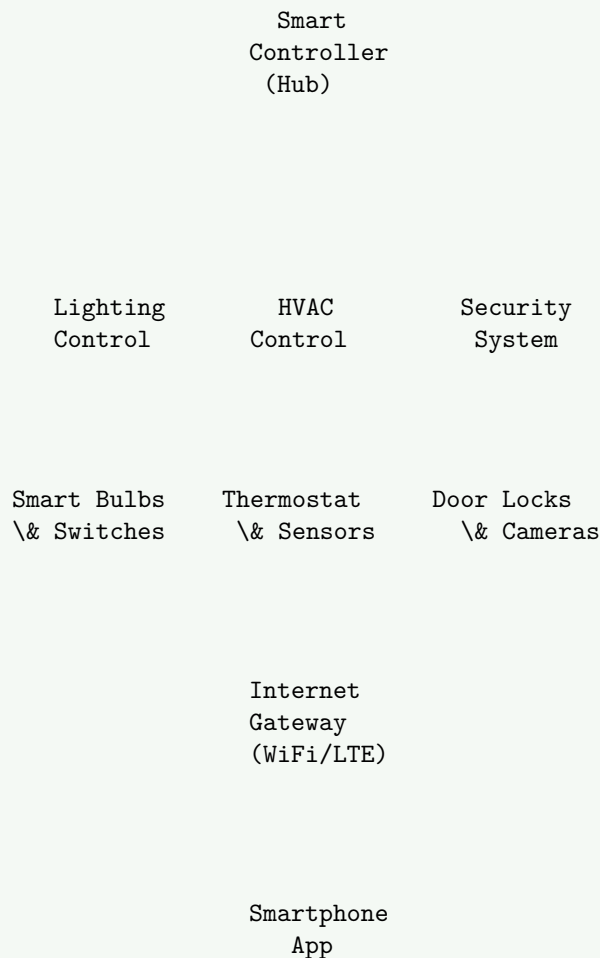 Smart
Controller
(Hub)
Lighting HVAC Security
Control Control System
Smart Bulbs Thermostat Door Locks
\& Switches \& Sensors \& Cameras
Internet
Gateway
(WiFi/LTE)
Smartphone
App